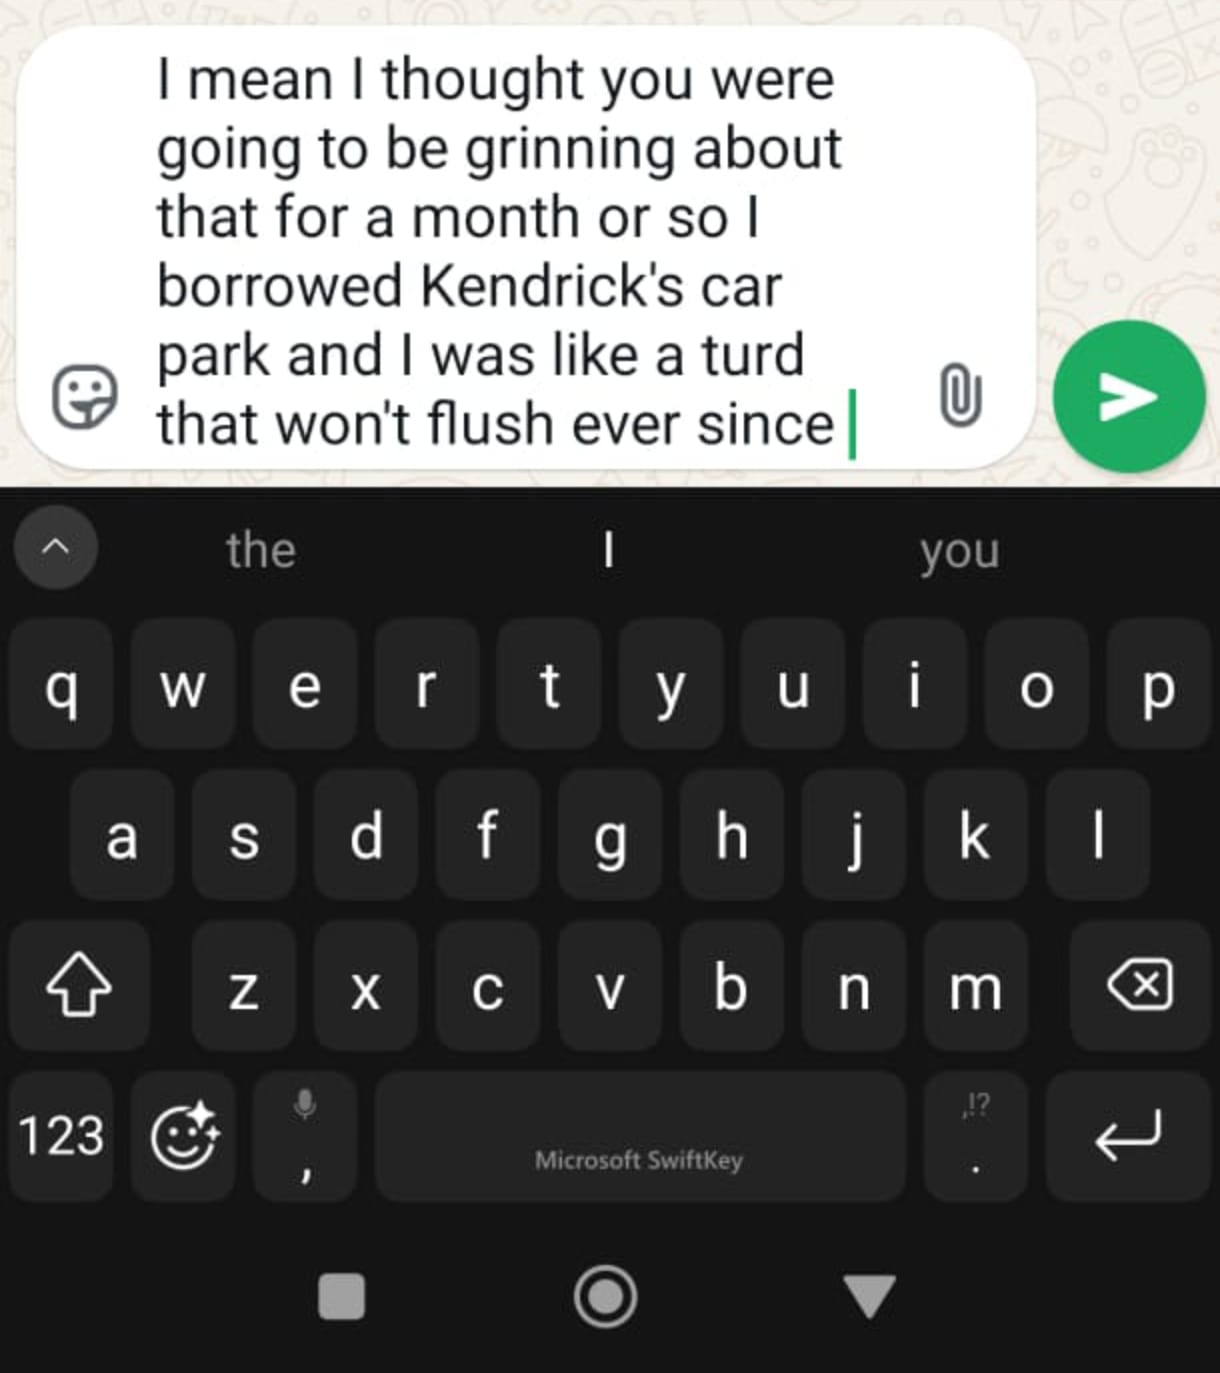 I mean I thought you were
going to be grinning about
that for a month or so I
borrowed Kendrick's car
park and I was like a turd
that won't flush ever since
the I you
q w e r t y u i o p
a s d f g h j k l
z x c v b n m
123 , Microsoft SwiftKey ,!? .